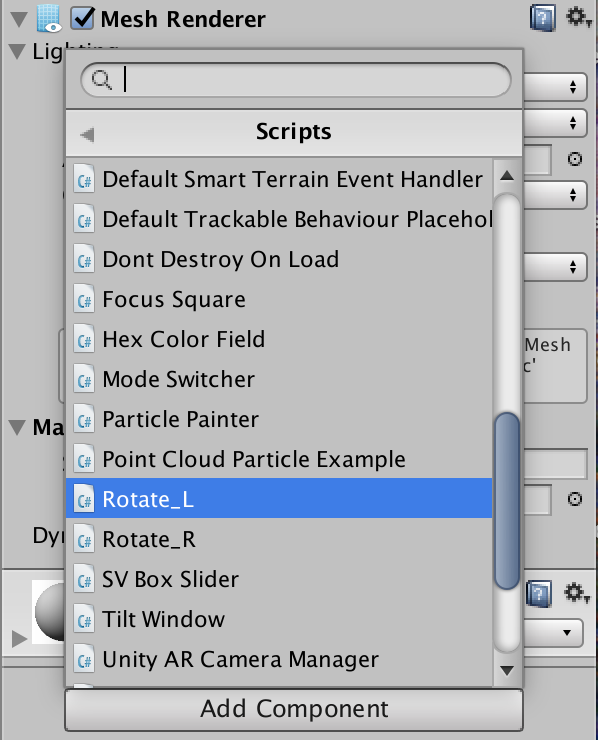 Mesh Renderer
Scripts
Default Smart Terrain Event Handler
Default Trackable Behaviour Placehol
Dont Destroy On Load
Focus Square
Hex Color Field
Mode Switcher
Mesh
c'
Particle Painter
Ma
Point Cloud Particle Example
Rotate_L
Rotate_R
Dyn
SV Box Slider
Tilt Window
Unity AR Camera Manager
Add Component